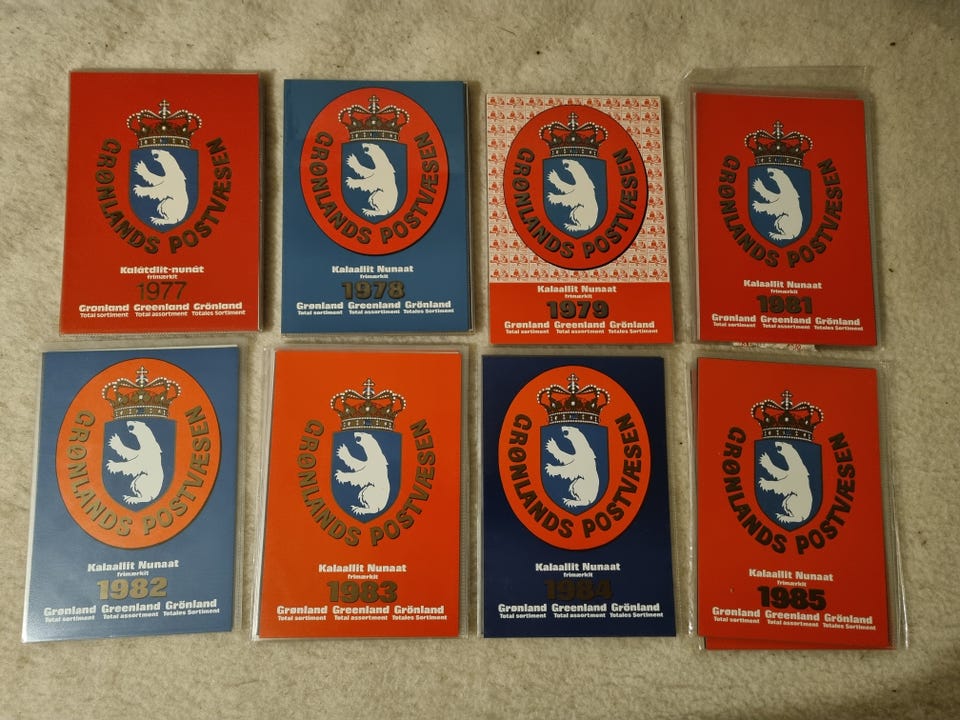 GRØNLANDS POSTVÆSEN
Kalâtdlit-nunât
frimærkit
1977
Grønland Greenland Grönland
Total sortiment Total assortment Totales Sortiment
GRØNLANDS POSTVÆSEN
Kalaallit Nunaat
frimærkit
1978
Grønland Greenland Grönland
Total sortiment Total assortment Totales Sortiment
GRØNLANDS POSTVÆSEN
Kalaallit Nunaat
frimærkit
1979
Grønland Greenland Grönland
Total sortiment Total assortment Totales Sortiment
GRØNLANDS POSTVÆSEN
Kalaallit Nunaat
frimærkit
1981
Grønland Greenland Grönland
Total sortiment Total assortment Totales Sortiment
GRØNLANDS POSTVÆSEN
Kalaallit Nunaat
frimærkit
1982
Grønland Greenland Grönland
Total sortiment Total assortment Totales Sortiment
GRØNLANDS POSTVÆSEN
Kalaallit Nunaat
frimærkit
1983
Grønland Greenland Grönland
Total sortiment Total assortment Totales Sortiment
GRØNLANDS POSTVÆSEN
Kalaallit Nunaat
frimærkit
1984
Grønland Greenland Grönland
Total sortiment Total assortment Totales Sortiment
GRØNLANDS POSTVÆSEN
Kalaallit Nunaat
frimærkit
1985
Grønland Greenland Grönland
Total sortiment Total assortment Totales Sortiment